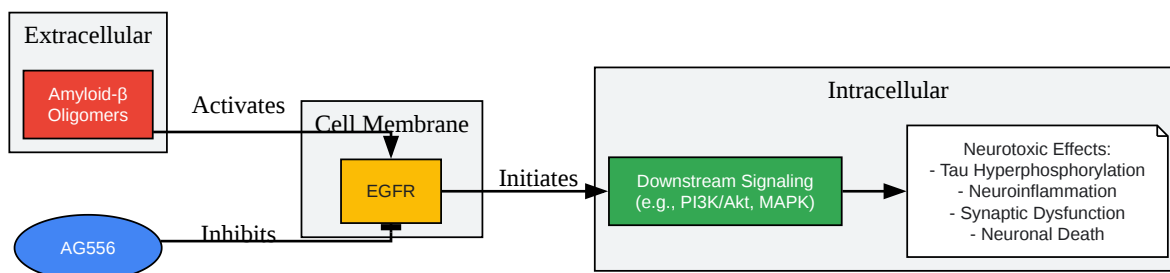 Extracellular
Amyloid-β
Oligomers
Activates
Cell Membrane
EGFR
AG556
Inhibits
Initiates
Intracellular
Downstream Signaling
(e.g., PI3K/Akt, MAPK)
Neurotoxic Effects:
- Tau Hyperphosphorylation
- Neuroinflammation
- Synaptic Dysfunction
- Neuronal Death